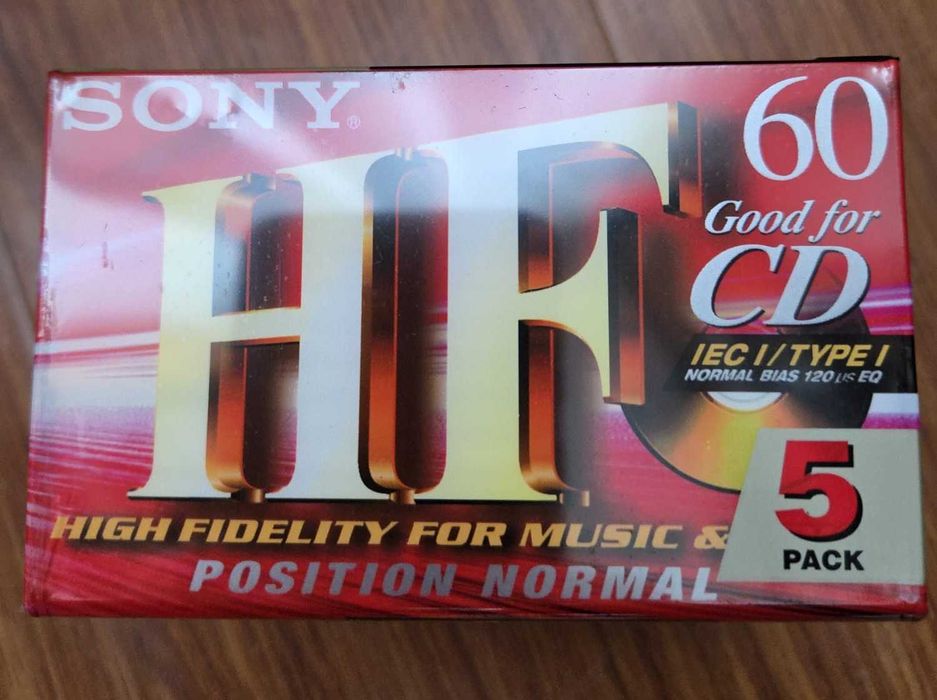 SONY®
HF
60
Good for
CD
IEC I / TYPE I
NORMAL BIAS 120 µs EQ
HIGH FIDELITY FOR MUSIC &
POSITION NORMAL
5
PACK